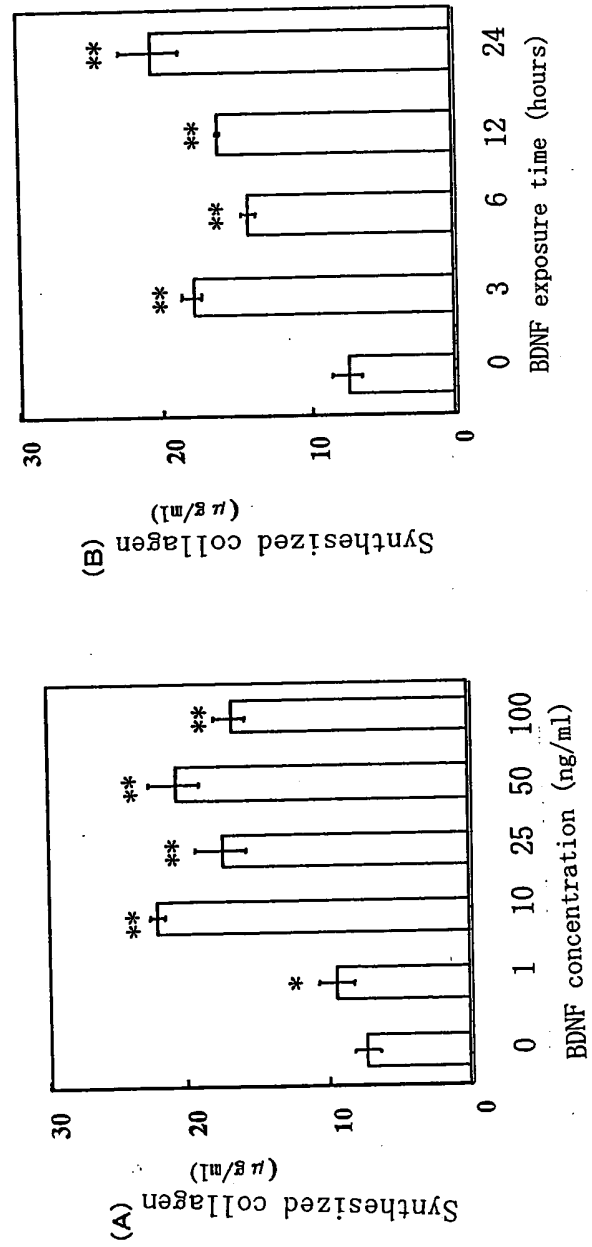 (A)
Synthesized collagen
(μg/ml)
30
20
10
0
*
**
**
**
**
0 1 10 25 50 100
BDNF concentration (ng/ml)
(B)
Synthesized collagen
(μg/ml)
30
20
10
0
**
**
**
**
0 3 6 12 24
BDNF exposure time (hours)